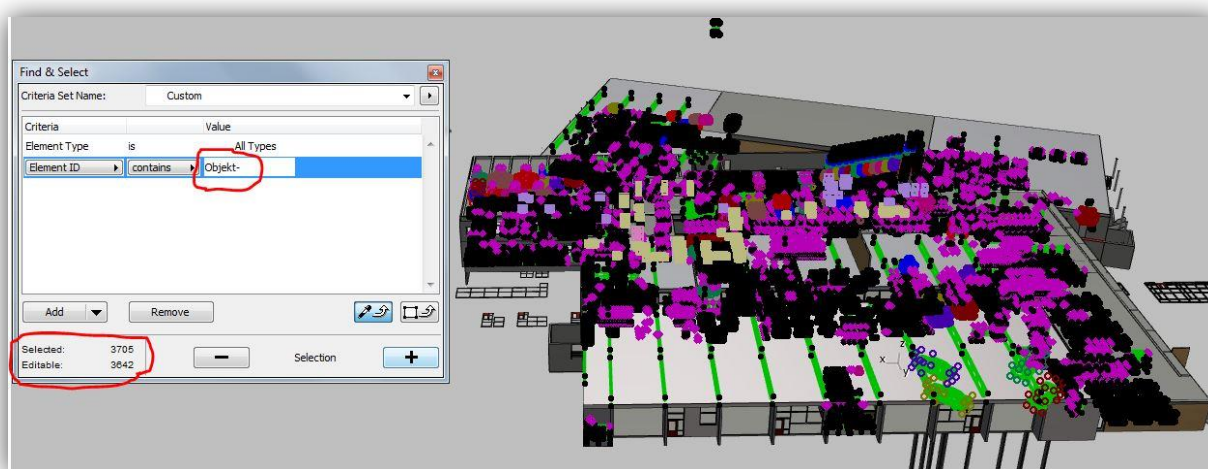 Find & Select
Criteria Set Name: Custom
Criteria Value
Element Type is All Types
Element ID contains Objekt-
Add Remove
Selected: 3705
Editable: 3642
Selection
z
x
y